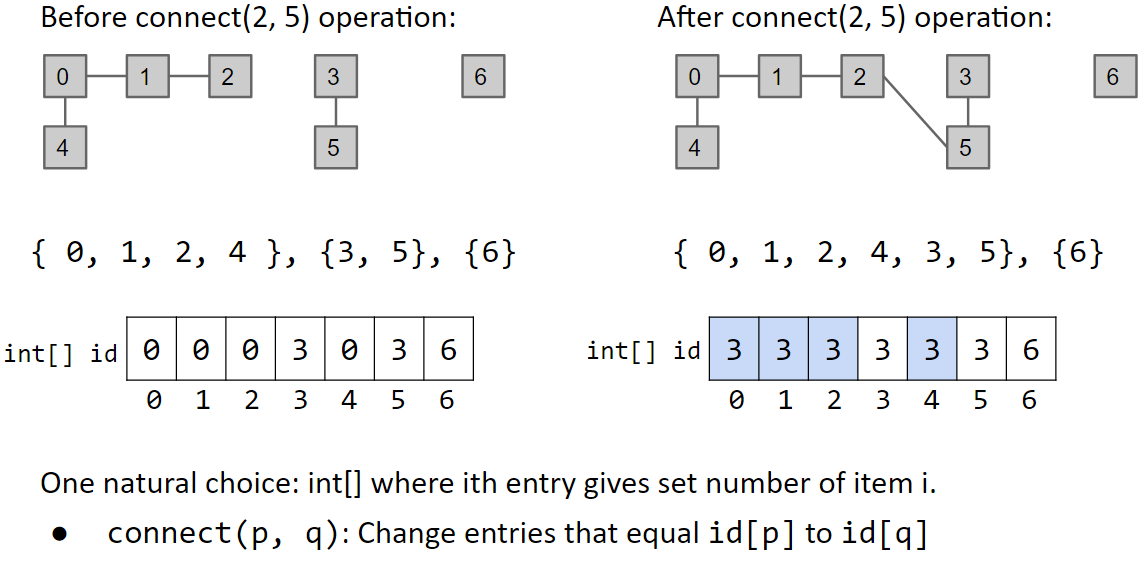 Before connect(2, 5) operation:
After connect(2, 5) operation:
0 1 2 3 6
4 5
0 1 2 3 6
4 5
{ 0, 1, 2, 4 }, {3, 5}, {6}
{ 0, 1, 2, 4, 3, 5}, {6}
int[] id 0 0 0 3 0 3 6
0 1 2 3 4 5 6
int[] id 3 3 3 3 3 3 6
0 1 2 3 4 5 6
One natural choice: int[] where ith entry gives set number of item i.
● connect(p, q): Change entries that equal id[p] to id[q]